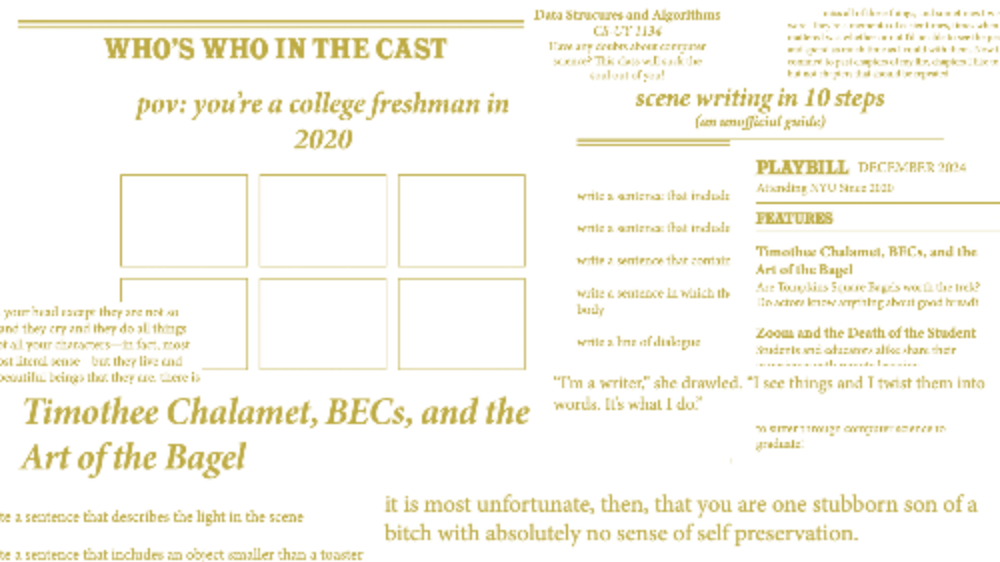 WHO'S WHO IN THE CAST
pov: you're a college freshman in
2020
your head except they are not so
and they cry and they do all things
of all your characters—in fact, most
literal sense but they live and
beautiful beings that they are, there is
Timothee Chalamet, BECs, and the
Art of the Bagel
te a sentence that describes the light in the scene
te a sentence that includes an object smaller than a toaster
Data Strucures and Algorithms
CS-UY 1134
Have any doubts about computer
science? This class will suck the
soul out of you!
scene writing in 10 steps
(an unofficial guide)
write a sentence that include
write a sentence that include
write a sentence that contain
write a sentence in which th
body
write a line of dialogue
PLAYBILL DECEMBER 2024
Attending NYU Since 2020
FEATURES
Timothee Chalamet, BECs, and the
Art of the Bagel
Are Tompkins Square Bagels worth the trek?
Do actors know anything about good bread?
Zoom and the Death of the Student
Students and educators alike share their
"I'm a writer," she drawled. "I see things and I twist them into
words. It's what I do."
to suffer through computer science to
graduate!
it is most unfortunate, then, that you are one stubborn son of a
bitch with absolutely no sense of self preservation.